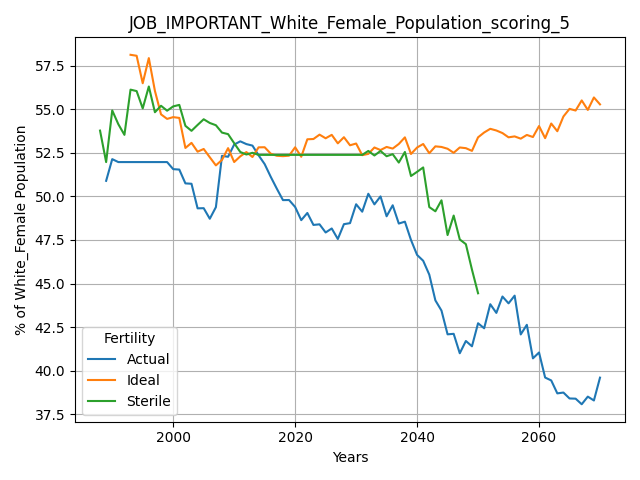 JOB_IMPORTANT_White_Female_Population_scoring_5
% of White_Female Population
57.5
55.0
52.5
50.0
47.5
45.0
42.5
40.0
37.5
Fertility
Actual
Ideal
Sterile
2000
2020
2040
2060
Years